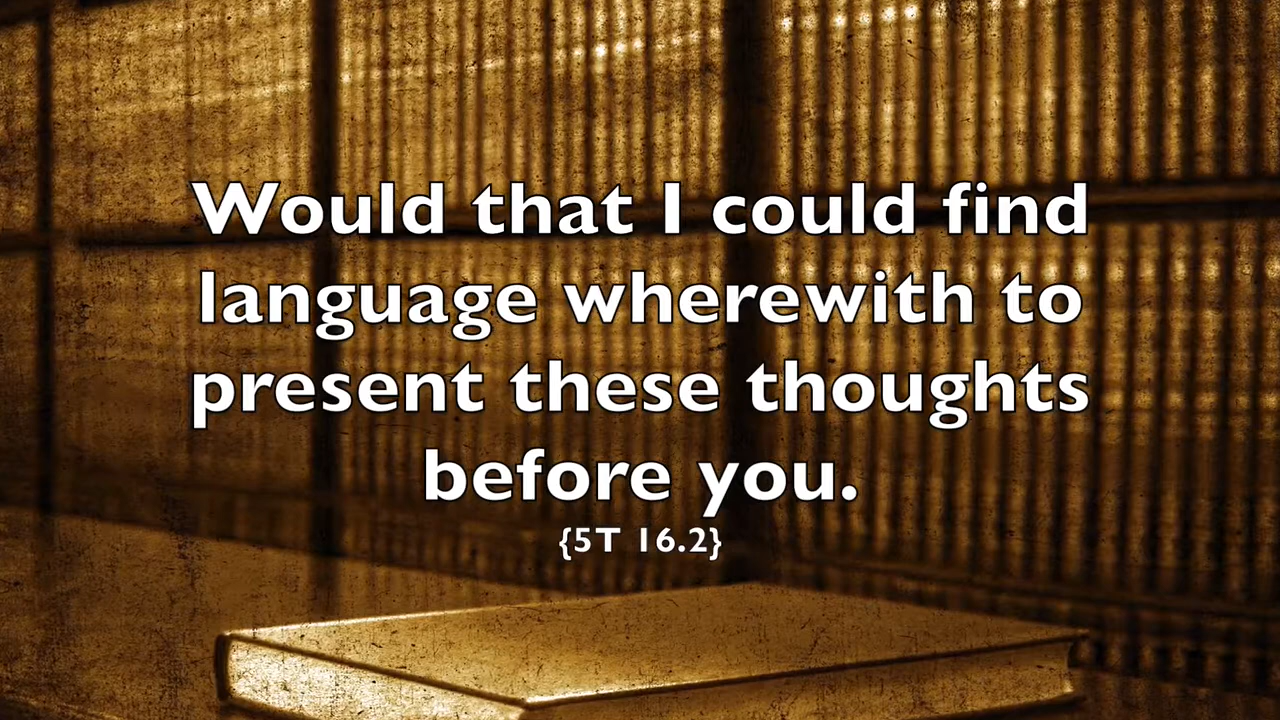 Would that I could find
language wherewith to
present these thoughts
before you.
{5T 16.2}